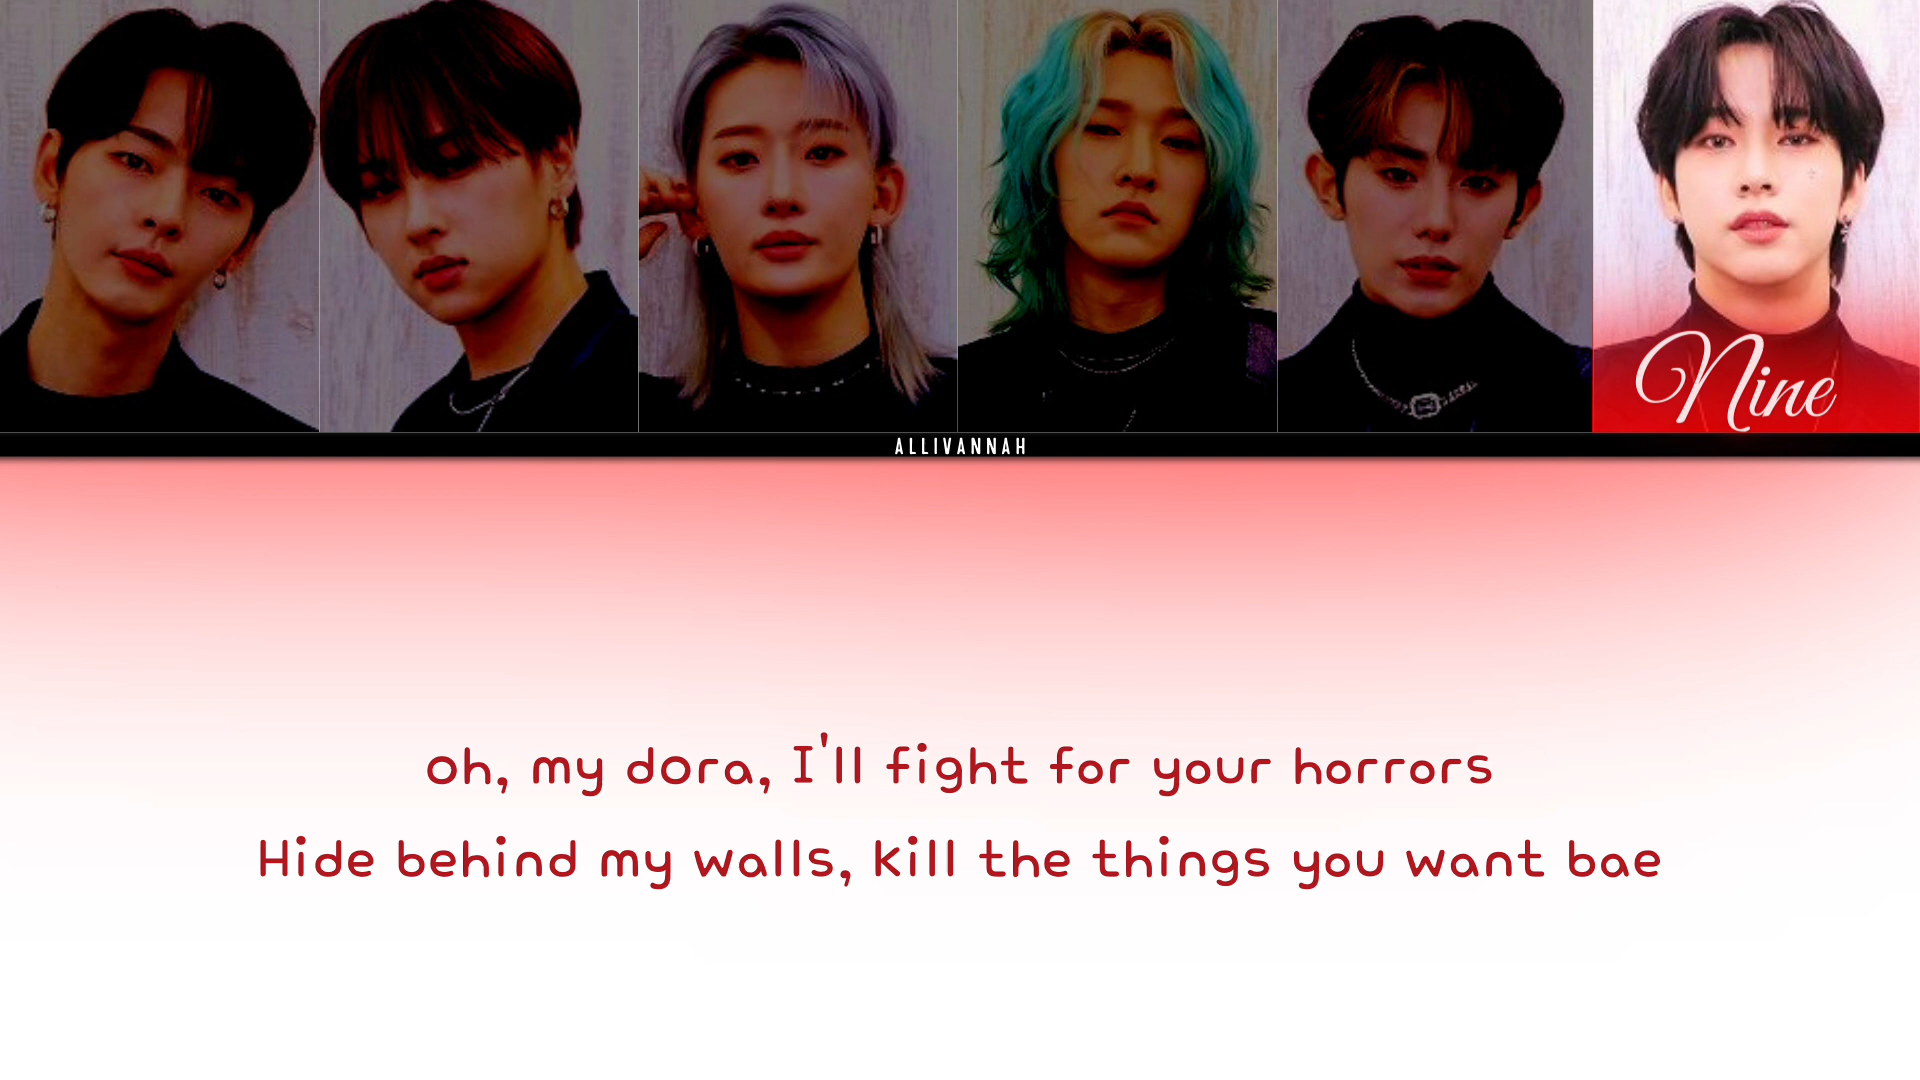 Nine
ALLIVANNAH
oh, my dora, I'll fight for your horrors
Hide behind my walls, kill the things you want bae